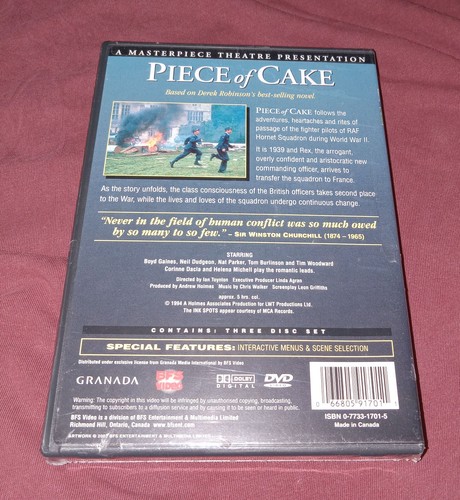 A MASTERPIECE THEATRE PRESENTATION
PIECE of CAKE
Based on Derek Robinson's best-selling novel.
PIECE of CAKE follows the
adventures, heartaches and rites of
passage of the fighter pilots of RAF
Hornet Squadron during World War II.
It is 1939 and Rex, the arrogant,
overly confident and aristocratic new
commanding officer, arrives to
transfer the squadron to France.
As the story unfolds, the class consciousness of the British officers takes second place
to the War, while the lives and loves of the squadron undergo continuous change.
"Never in the field of human conflict was so much owed
by so many to so few." - SIR WINSTON CHURCHILL (1874 - 1965)
STARRING
Boyd Gaines, Neil Dudgeon, Nat Parker, Tom Burlinson and Tim Woodward
Corinne Dacla and Helena Michell play the romantic leads.
Directed by Ian Toynton Executive Producer Linda Agran
Produced by Andrew Holmes Music by Chris Walker Screenplay Leon Griffiths
approx. 5 hrs. col.
The INK SPOTS appear courtesy of MCA Records.
CONTAINS: THREE DISC SET
SPECIAL FEATURES: INTERACTIVE MENUS & SCENE SELECTION
Distributed under exclusive license from Granada Media International by BFS Video
GRANADA
BFS VIDEO
DOLBY
DIGITAL
DVD
VIDEO
66805 91701
ISBN 0-7733-1701-5
Made in Canada
Warning: The copyright in this video will be infringed by unauthorised copying, broadcasting,
transmitting to subscribers to a diffusion service and by causing it to be seen or heard in public.
BFS Video is a division of BFS Entertainment & Multimedia Limited
Richmond Hill, Ontario, Canada www.bfsent.com